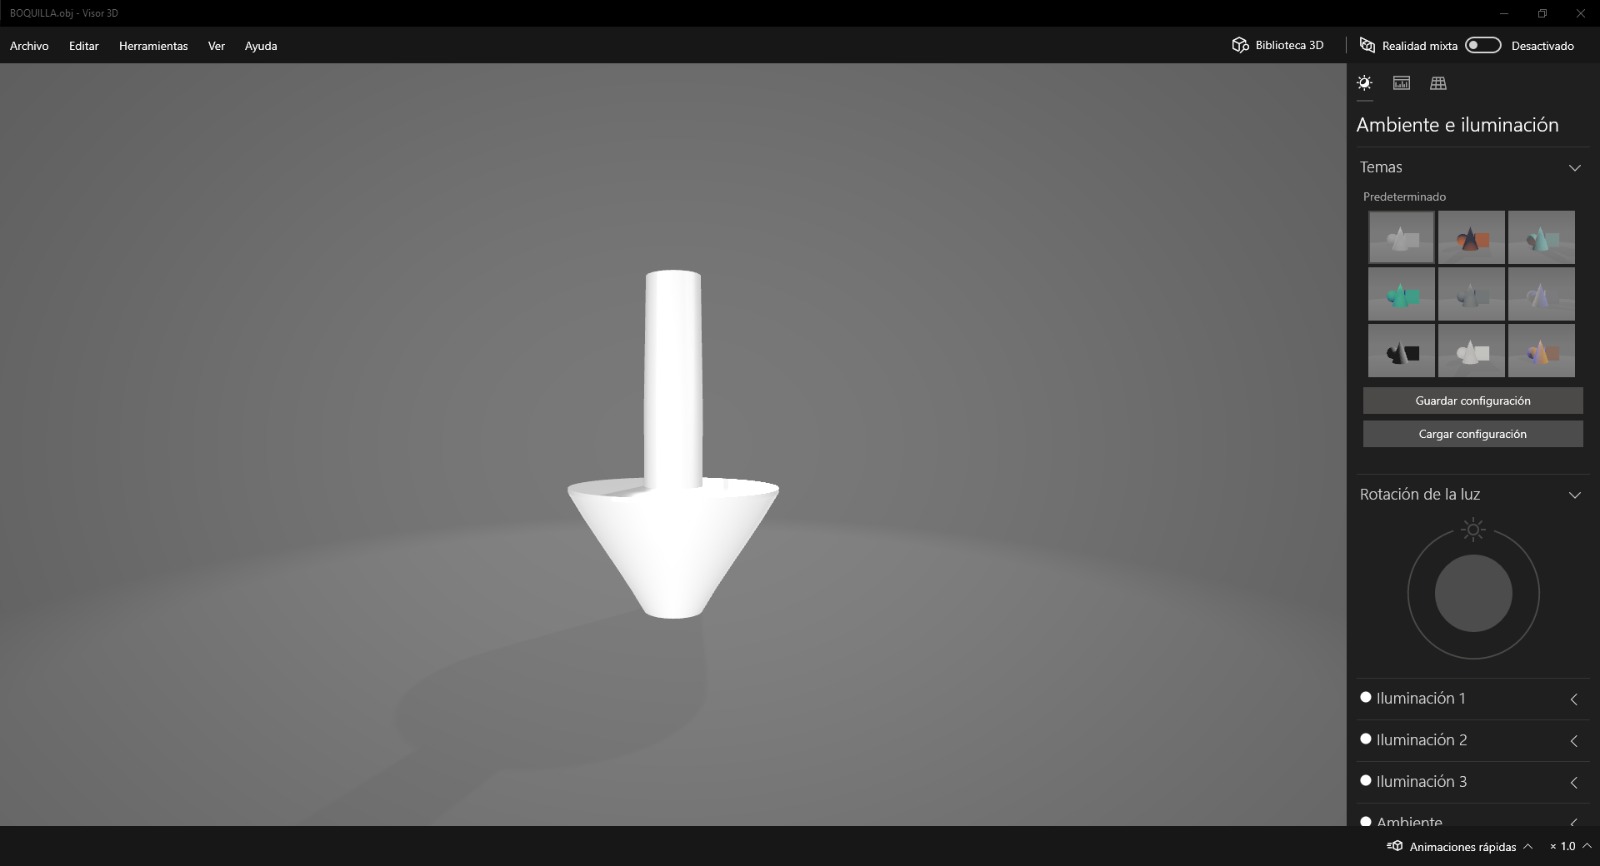 BOQUILLA.obj - Visor 3D
Archivo Editar Herramientas Ver Ayuda
Biblioteca 3D Realidad mixta Desactivado
Ambiente e iluminación
Temas
Predeterminado
Guardar configuración
Cargar configuración
Rotación de la luz
Iluminación 1
Iluminación 2
Iluminación 3
Ambiente
Animaciones rápidas × 1.0